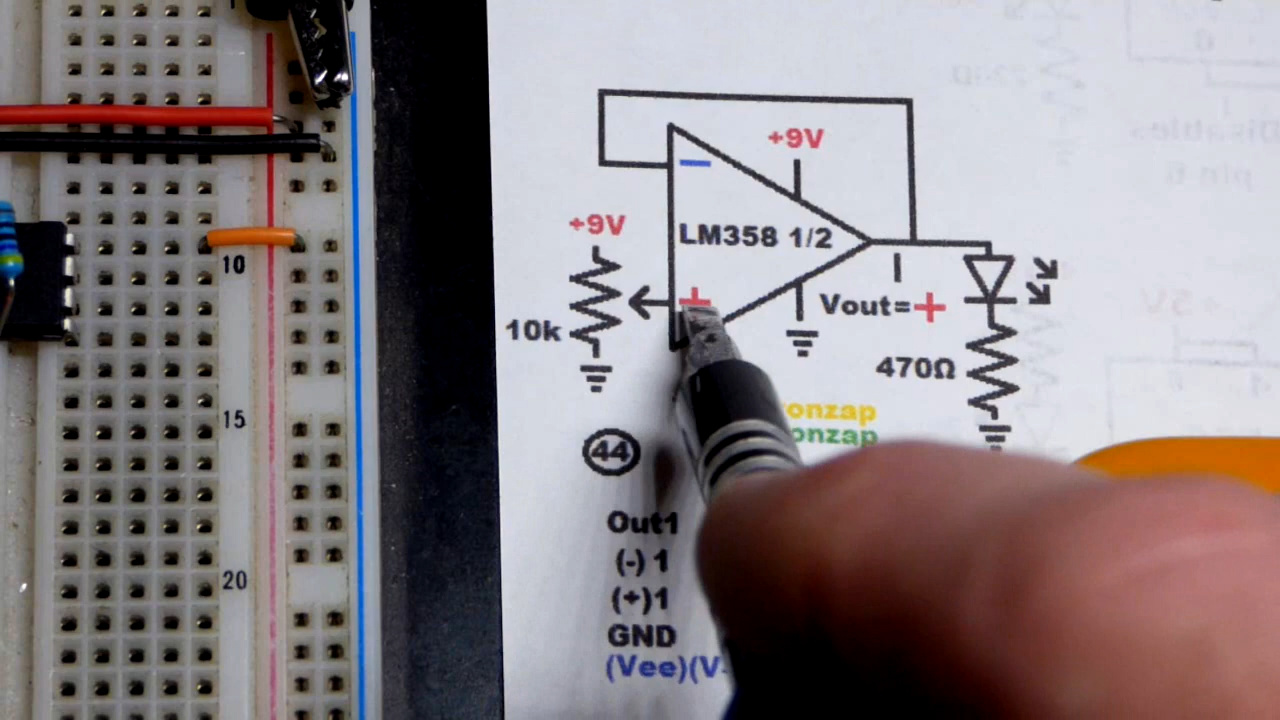 +9V
+9V
−
LM358 1/2
+
10k
Vout=+
470Ω
onzap
onzap
44
Out1
(-) 1
(+)1
GND
(Vee)(V-
10
15
20